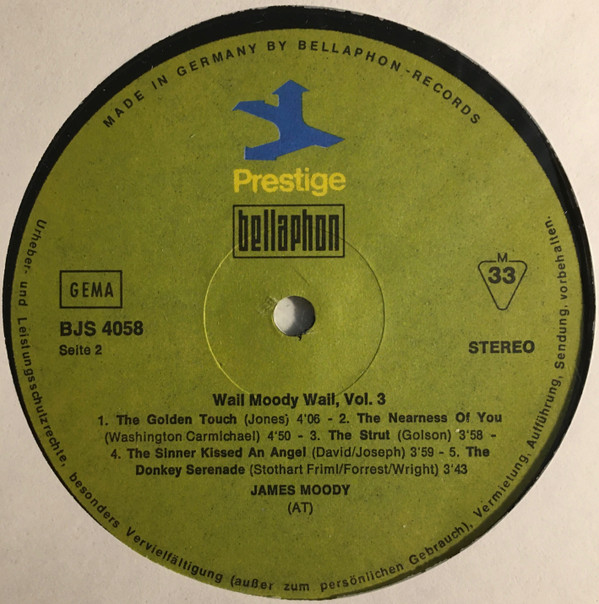 MADE IN GERMANY BY BELLAPHON-RECORDS
Prestige
bellaphon
GEMA
M
33
BJS 4058
Seite 2
STEREO
Wail Moody Wail, Vol. 3
1. The Golden Touch (Jones) 4'06 - 2. The Nearness Of You
(Washington Carmichael) 4'50 - 3. The Strut (Golson) 3'58 -
4. The Sinner Kissed An Angel (David/Joseph) 3'59 - 5. The
Donkey Serenade (Stothart Friml/Forrest/Wright) 3'43
JAMES MOODY
(AT)
Urheber- und Leistungsschutzrechte, besonders Vervielfältigung (außer zum persönlichen Gebrauch), Vermietung, Aufführung, Sendung, vorbehalten.